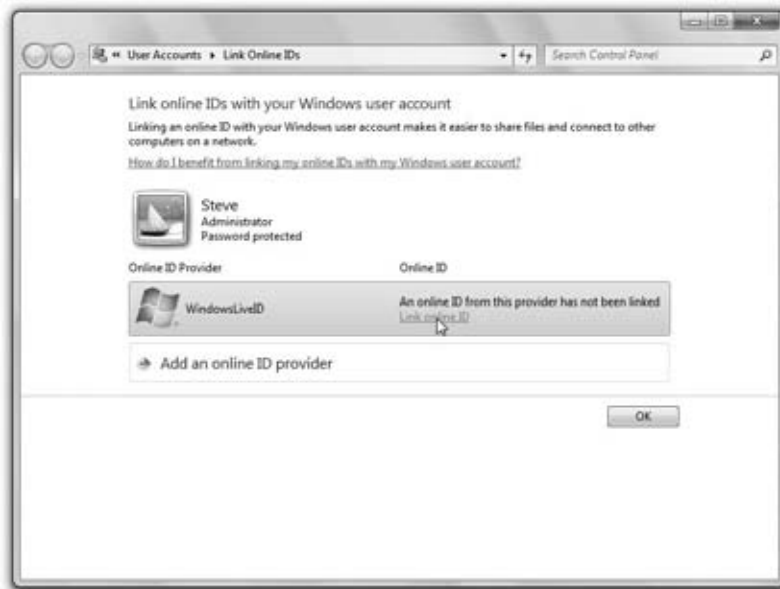 « User Accounts ▸ Link Online IDs
Search Control Panel
Link online IDs with your Windows user account
Linking an online ID with your Windows user account makes it easier to share files and connect to other
computers on a network.
How do I benefit from linking my online IDs with my Windows user account?
Steve
Administrator
Password protected
Online ID Provider Online ID
WindowsLiveID An online ID from this provider has not been linked
Link online ID
Add an online ID provider
OK